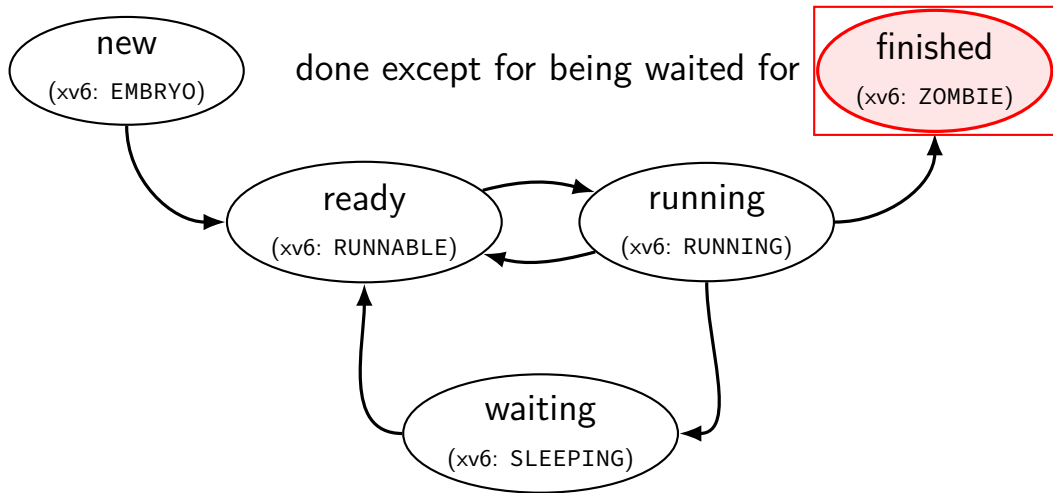 new
(xv6: EMBRYO)
done except for being waited for
finished
(xv6: ZOMBIE)
ready
(xv6: RUNNABLE)
running
(xv6: RUNNING)
waiting
(xv6: SLEEPING)